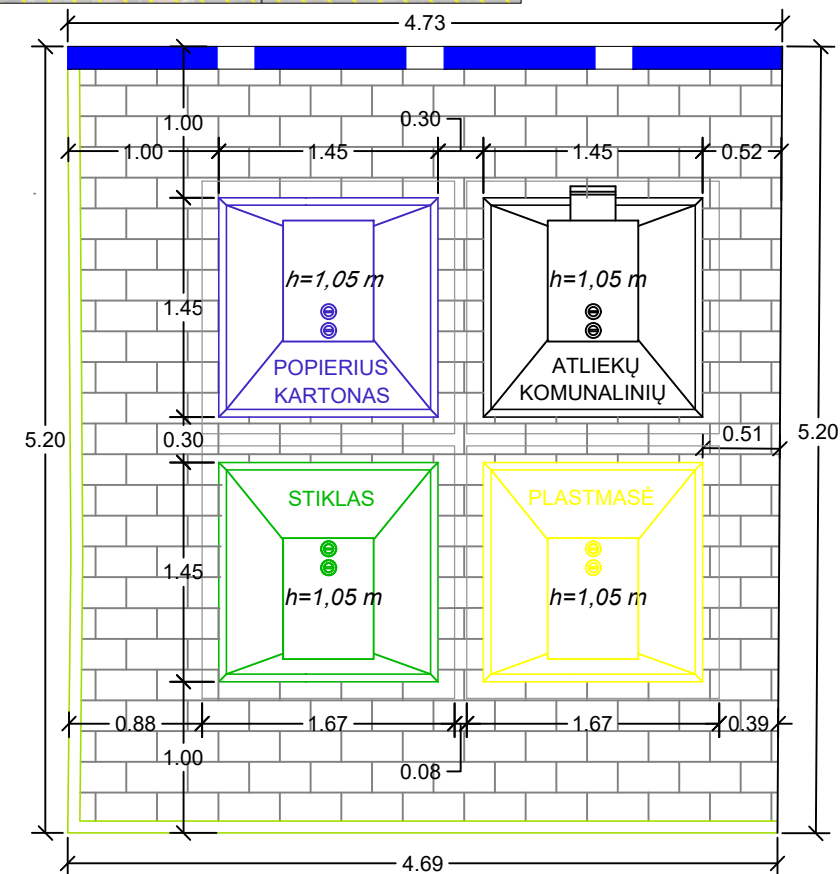 4.73
1.00
0.30
1.00
1.45
1.45
0.52
h=1,05 m
h=1,05 m
1.45
POPIERIUS
KARTONAS
ATLIEKŲ
KOMUNALINIŲ
5.20
0.30
0.51
5.20
STIKLAS
PLASTMASĖ
1.45
h=1,05 m
h=1,05 m
0.88
1.67
1.67
0.39
1.00
0.08
4.69